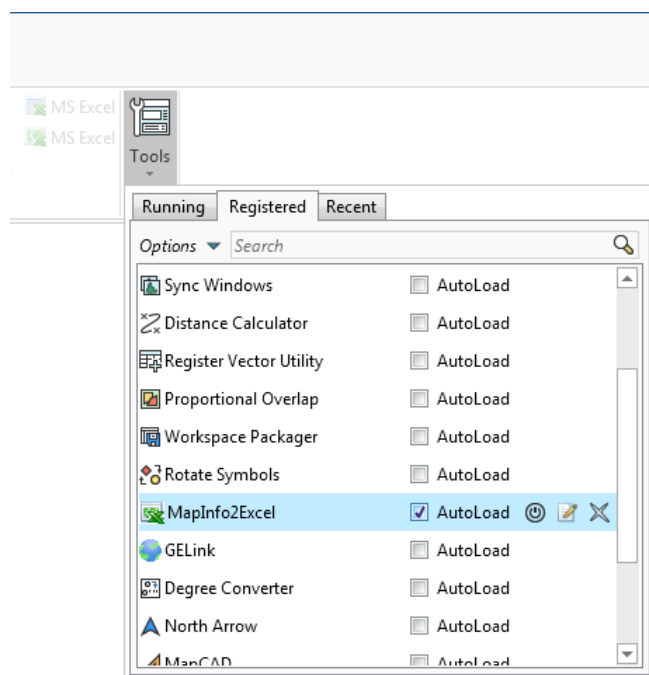 MS Excel
MS Excel
Tools
Running Registered Recent
Options Search
Sync Windows AutoLoad
Distance Calculator AutoLoad
Register Vector Utility AutoLoad
Proportional Overlap AutoLoad
Workspace Packager AutoLoad
Rotate Symbols AutoLoad
MapInfo2Excel AutoLoad
GELink AutoLoad
Degree Converter AutoLoad
North Arrow AutoLoad
MapCAD AutoLoad